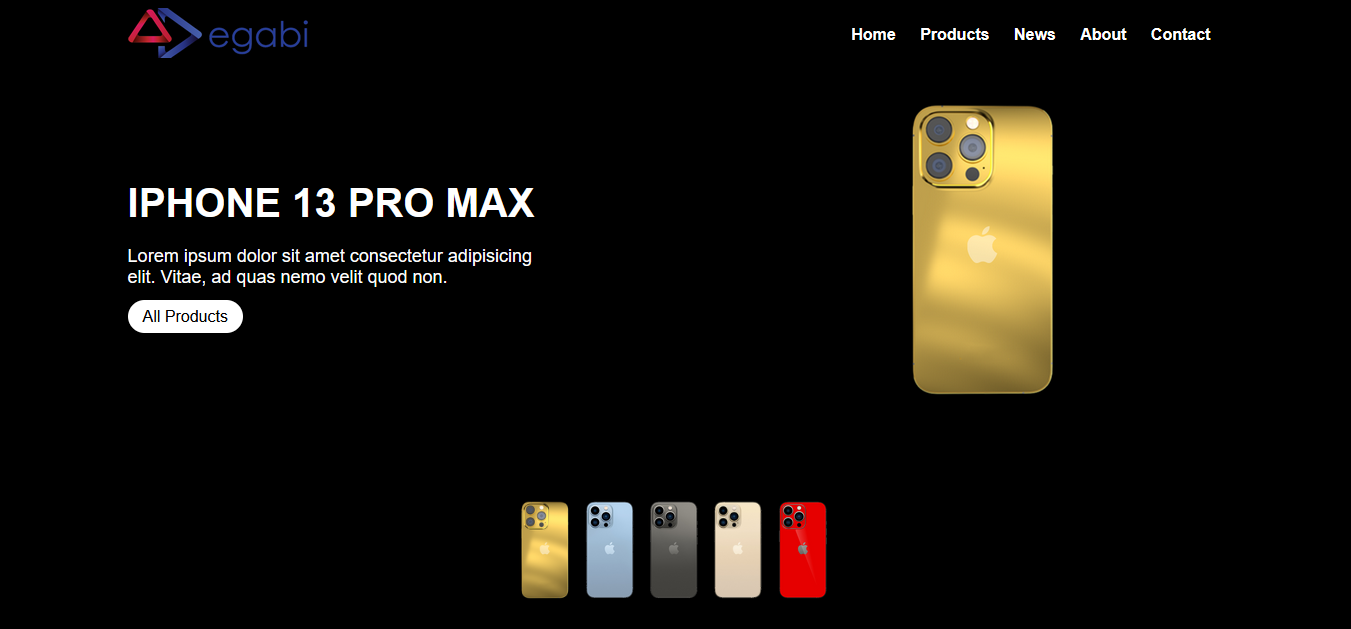 egabi
Home Products News About Contact
IPHONE 13 PRO MAX
Lorem ipsum dolor sit amet consectetur adipisicing
elit. Vitae, ad quas nemo velit quod non.
All Products